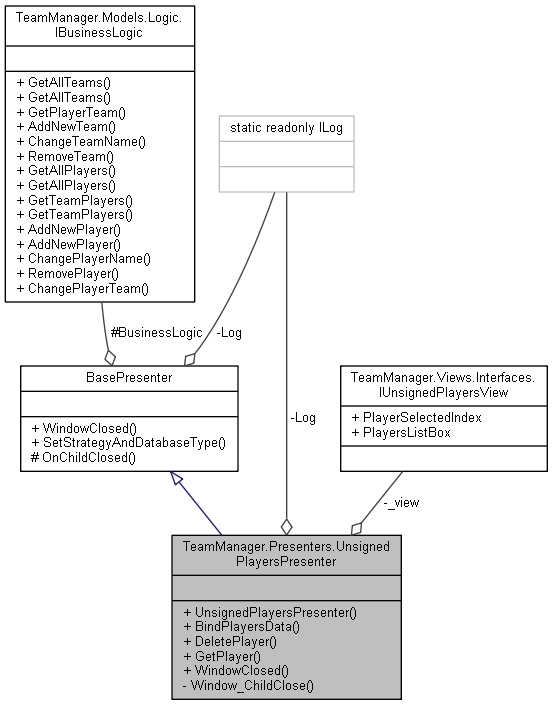 TeamManager.Models.Logic.
IBusinessLogic
+ GetAllTeams()
+ GetAllTeams()
+ GetPlayerTeam()
+ AddNewTeam()
+ ChangeTeamName()
+ RemoveTeam()
+ GetAllPlayers()
+ GetAllPlayers()
+ GetTeamPlayers()
+ GetTeamPlayers()
+ AddNewPlayer()
+ AddNewPlayer()
+ ChangePlayerName()
+ RemovePlayer()
+ ChangePlayerTeam()
static readonly ILog
#BusinessLogic
-Log
BasePresenter
+ WindowClosed()
+ SetStrategyAndDatabaseType()
# OnChildClosed()
-Log
TeamManager.Views.Interfaces.
IUnsignedPlayersView
+ PlayerSelectedIndex
+ PlayersListBox
-_view
TeamManager.Presenters.Unsigned
PlayersPresenter
+ UnsignedPlayersPresenter()
+ BindPlayersData()
+ DeletePlayer()
+ GetPlayer()
+ WindowClosed()
- Window_ChildClose()